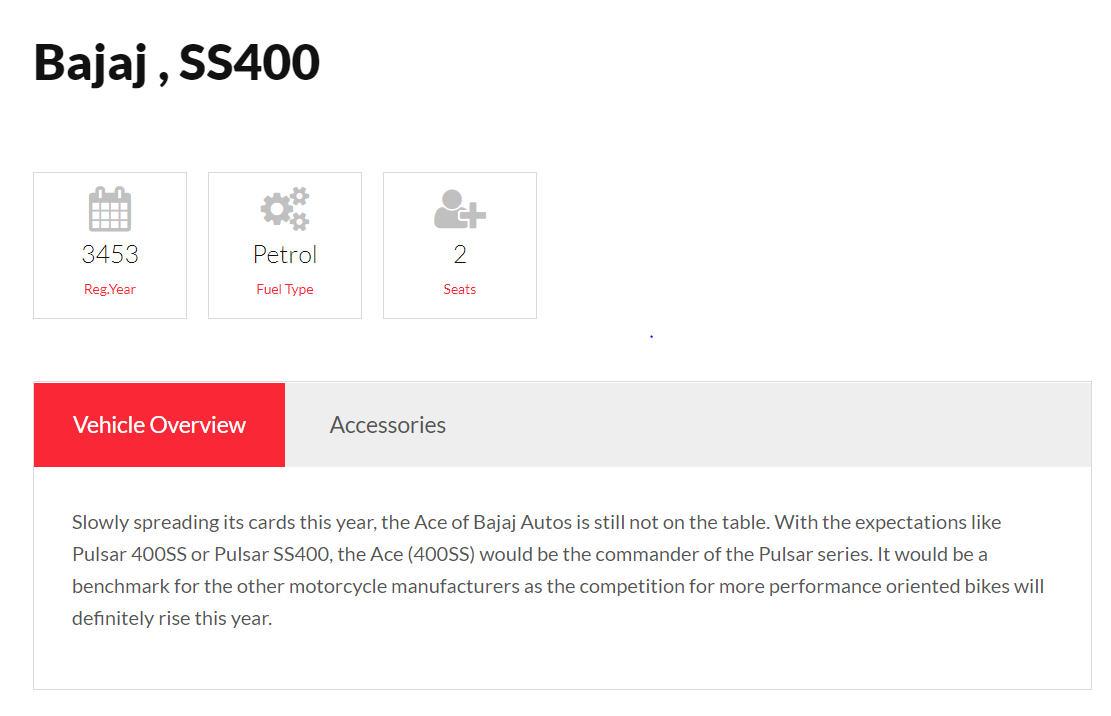 Bajaj , SS400
3453
Reg.Year
Petrol
Fuel Type
2
Seats
Vehicle Overview
Accessories
Slowly spreading its cards this year, the Ace of Bajaj Autos is still not on the table. With the expectations like
Pulsar 400SS or Pulsar SS400, the Ace (400SS) would be the commander of the Pulsar series. It would be a
benchmark for the other motorcycle manufacturers as the competition for more performance oriented bikes will
definitely rise this year.